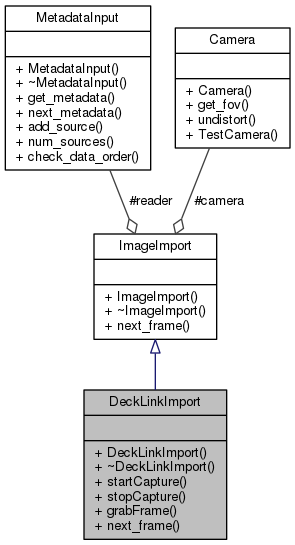 MetadataInput
+ MetadataInput()
+ ~MetadataInput()
+ get_metadata()
+ next_metadata()
+ add_source()
+ num_sources()
+ check_data_order()
Camera
+ Camera()
+ get_fov()
+ undistort()
+ TestCamera()
#reader
#camera
ImageImport
+ ImageImport()
+ ~ImageImport()
+ next_frame()
DeckLinkImport
+ DeckLinkImport()
+ ~DeckLinkImport()
+ startCapture()
+ stopCapture()
+ grabFrame()
+ next_frame()